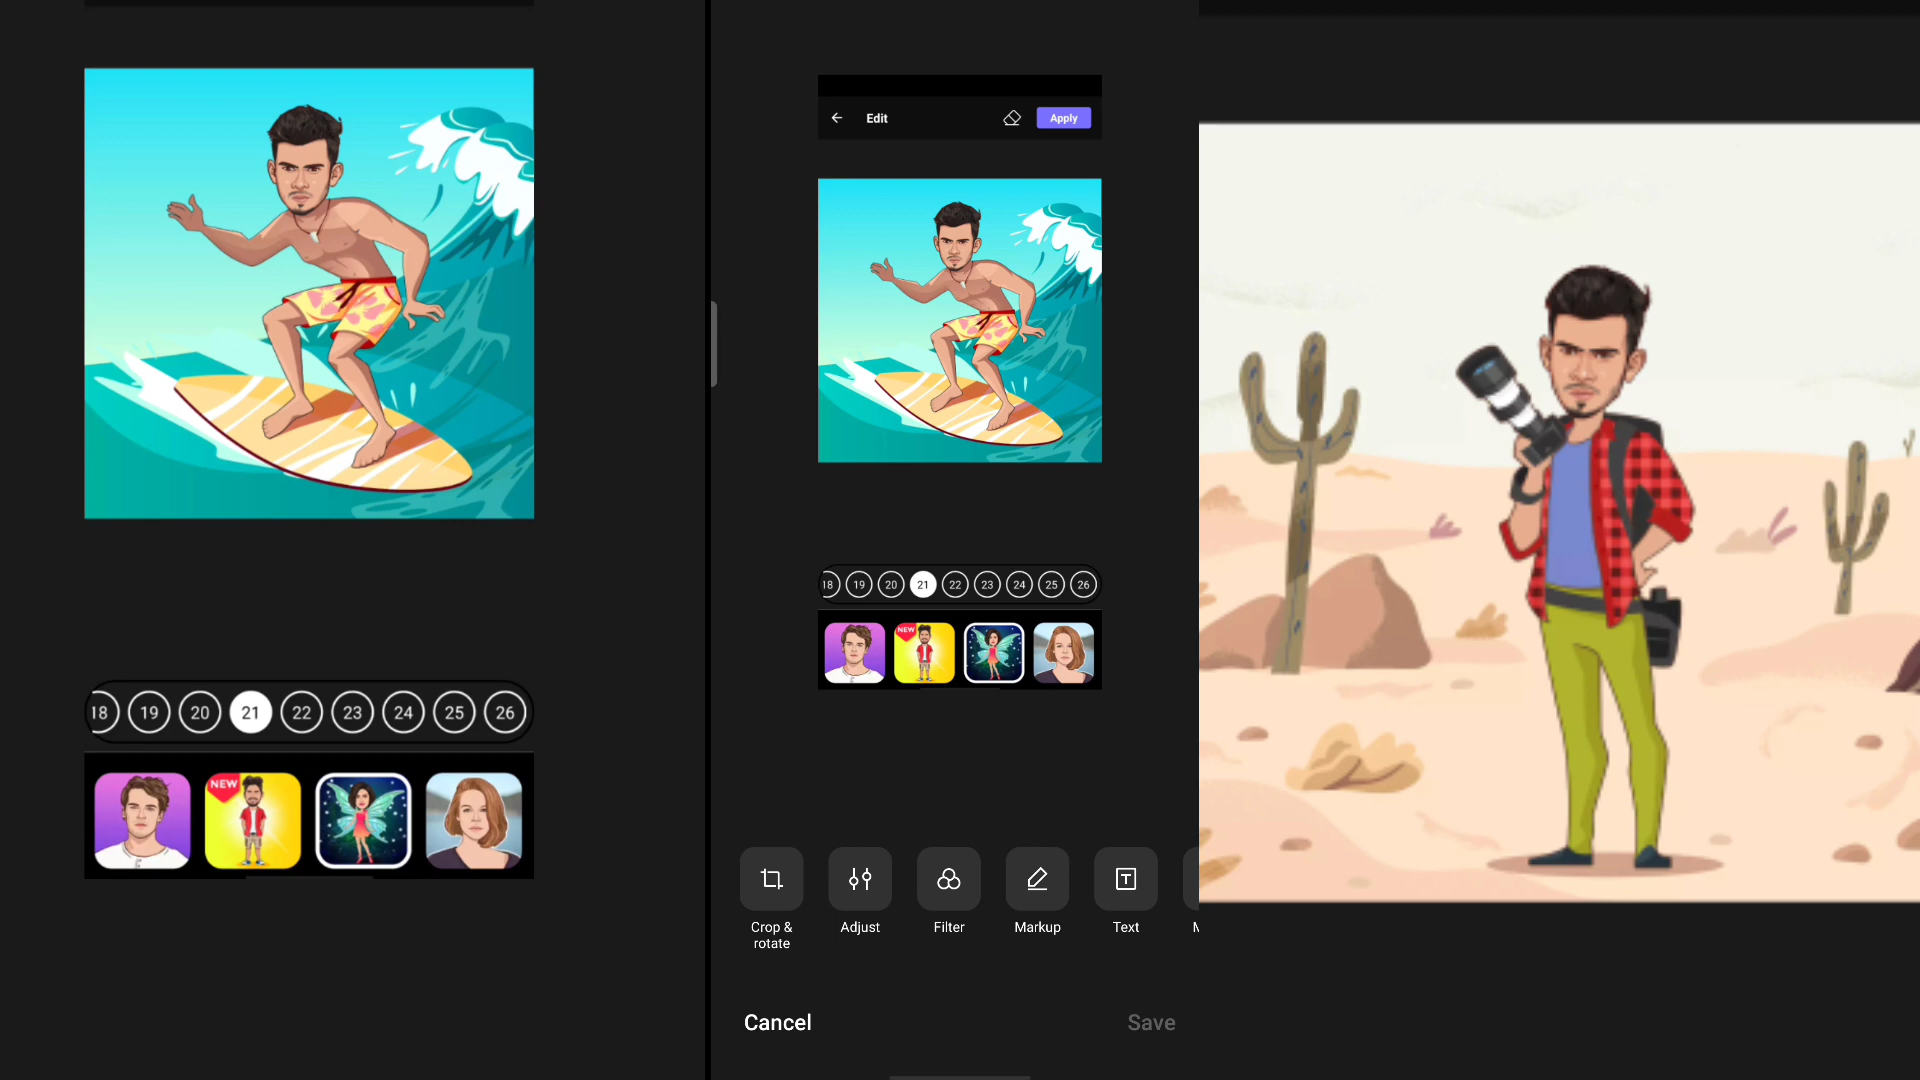 18 19 20 21 22 23 24 25 26
NEW
Edit
Apply
18 19 20 21 22 23 24 25 26
NEW
Crop &
rotate
Adjust
Filter
Markup
Text
Cancel
Save